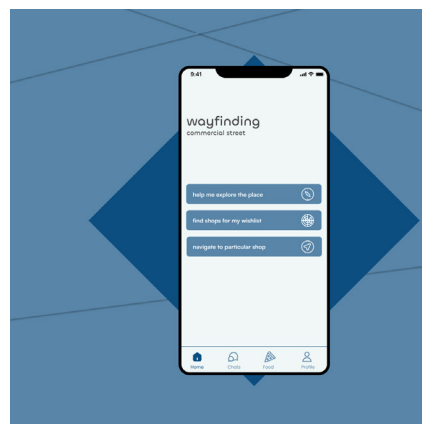 9:41
wayfinding
commercial street
help me explore the place
find shops for my wishlist
navigate to particular shop
Home
Chats
Food
Profile